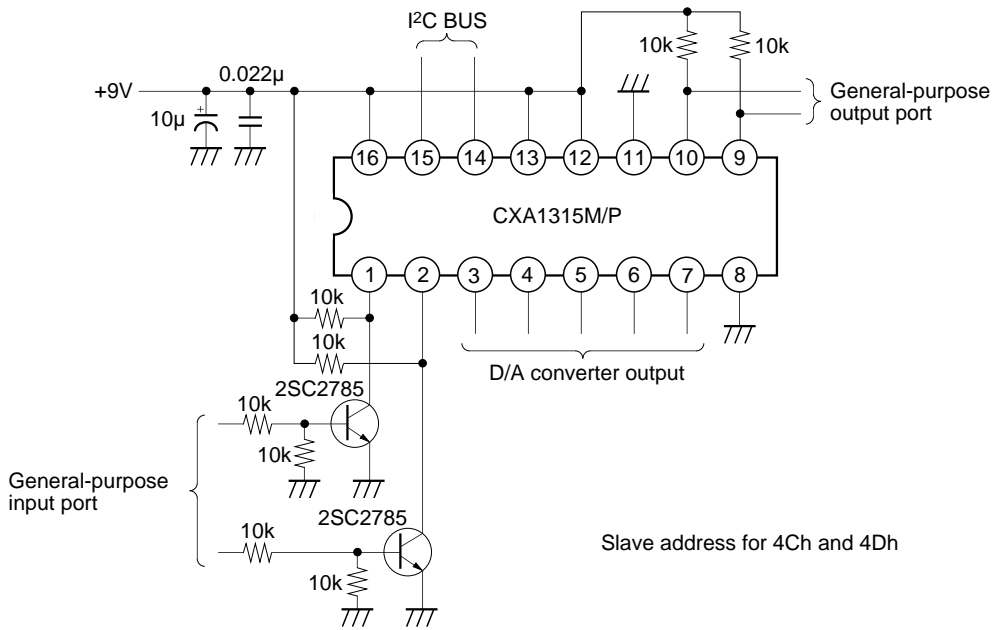 I²C BUS
10k
10k
+9V
0.022µ
+
10µ
General-purpose
output port
16
15
14
13
12
11
10
9
CXA1315M/P
1
2
3
4
5
6
7
8
10k
10k
D/A converter output
2SC2785
10k
10k
General-purpose
input port
2SC2785
10k
10k
Slave address for 4Ch and 4Dh